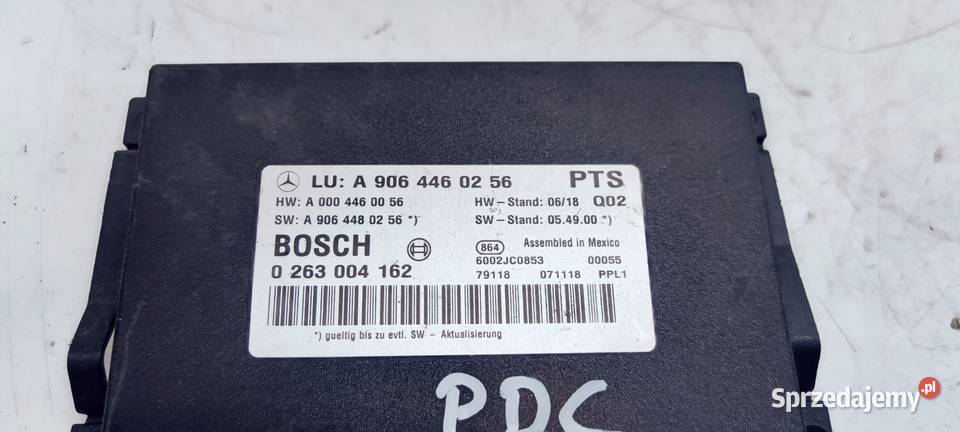 LU: A 906 446 02 56 PTS
HW: A 000 446 00 56 HW-Stand: 06/18 Q02
SW: A 906 448 02 56 *) SW-Stand: 05.49.00 *)
BOSCH 864 Assembled in Mexico
6002JC0853 00055
0 263 004 162 79118 071118 PPL1
*) gueltig bis zu evtl. SW - Aktualisierung
PDC
Sprzedajemy.pl